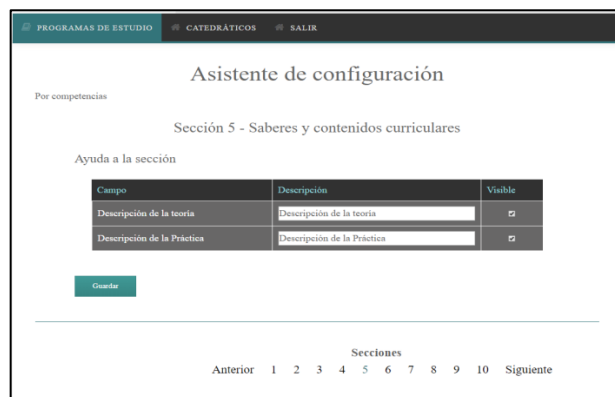 PROGRAMAS DE ESTUDIO CATEDRÁTICOS SALIR
Asistente de configuración
Por competencias
Sección 5 - Saberes y contenidos curriculares
Ayuda a la sección
Campo Descripción Visible
Descripción de la teoría Descripción de la teoría
Descripción de la Práctica Descripción de la Práctica
Guardar
Secciones
Anterior 1 2 3 4 5 6 7 8 9 10 Siguiente